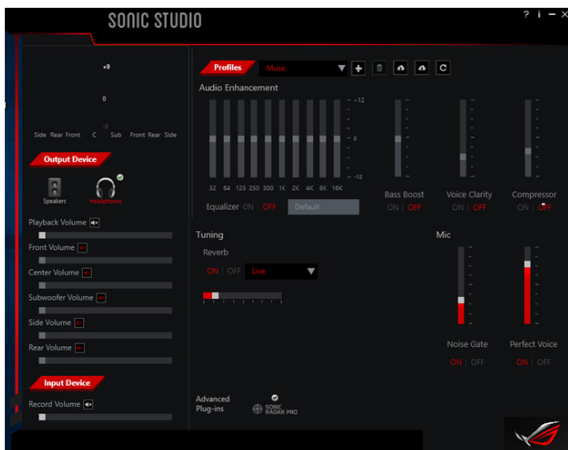 SONIC STUDIO
? i
+9
0
Side Rear Front C Sub Front Rear Side
Output Device
Speakers Headphones
Playback Volume
Front Volume
Center Volume
Subwoofer Volume
Side Volume
Rear Volume
Input Device
Record Volume
Profiles Music
Audio Enhancement
32 64 125 250 500 1K 2K 4K 8K 16K
Equalizer ON | OFF Default
Bass Boost
ON | OFF
Voice Clarity
ON | OFF
Compressor
ON | OFF
Tuning
Reverb
ON | OFF Live
Mic
Noise Gate
ON | OFF
Perfect Voice
ON | OFF
Advanced
Plug-ins
SONIC
RADAR PRO